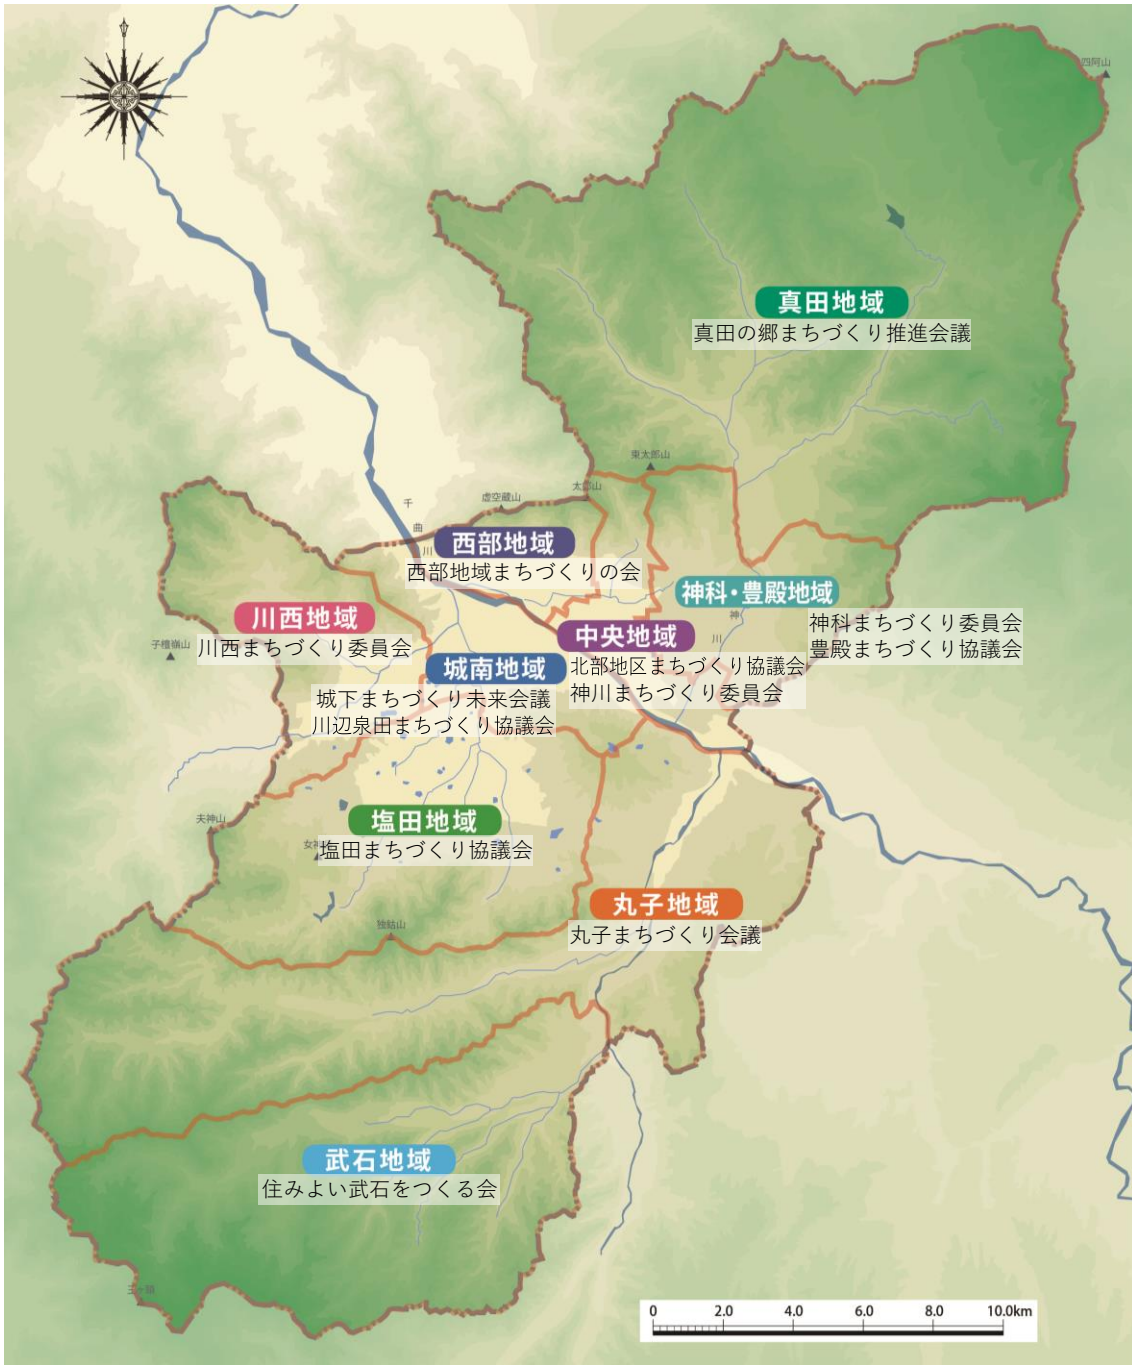 四阿山
真田地域
真田の郷まちづくり推進会議
東太郎山
太郎山
虚空蔵山
千曲川
西部地域
西部地域まちづくりの会
神科・豊殿地域
神科まちづくり委員会
豊殿まちづくり協議会
神川
川西地域
川西まちづくり委員会
子檀嶺山
中央地域
北部地区まちづくり協議会
神川まちづくり委員会
城南地域
城下まちづくり未来会議
川辺泉田まちづくり協議会
夫神山
塩田地域
女神
塩田まちづくり協議会
独鈷山
丸子地域
丸子まちづくり会議
武石地域
住みよい武石をつくる会
王ヶ頭
0 2.0 4.0 6.0 8.0 10.0km